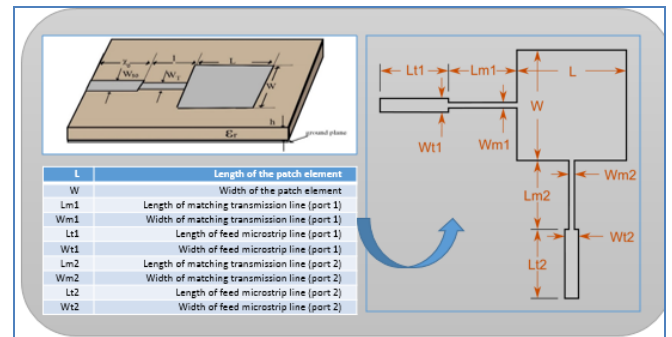 z₀
l
L
W₅₀
W₁
W
h
εr
ground plane
L Length of the patch element
W Width of the patch element
Lm1 Length of matching transmission line (port 1)
Wm1 Width of matching transmission line (port 1)
Lt1 Length of feed microstrip line (port 1)
Wt1 Width of feed microstrip line (port 1)
Lm2 Length of matching transmission line (port 2)
Wm2 Width of matching transmission line (port 2)
Lt2 Length of feed microstrip line (port 2)
Wt2 Width of feed microstrip line (port 2)
Lt1
Lm1
L
W
Wt1
Wm1
Wm2
Lm2
Wt2
Lt2